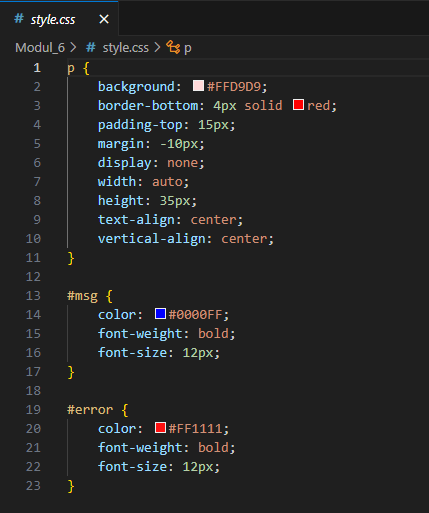 # style.css ×
Modul_6 > # style.css > p
1 p {
2     background: #FFD9D9;
3     border-bottom: 4px solid red;
4     padding-top: 15px;
5     margin: -10px;
6     display: none;
7     width: auto;
8     height: 35px;
9     text-align: center;
10     vertical-align: center;
11 }
12
13 #msg {
14     color: #0000FF;
15     font-weight: bold;
16     font-size: 12px;
17 }
18
19 #error {
20     color: #FF1111;
21     font-weight: bold;
22     font-size: 12px;
23 }